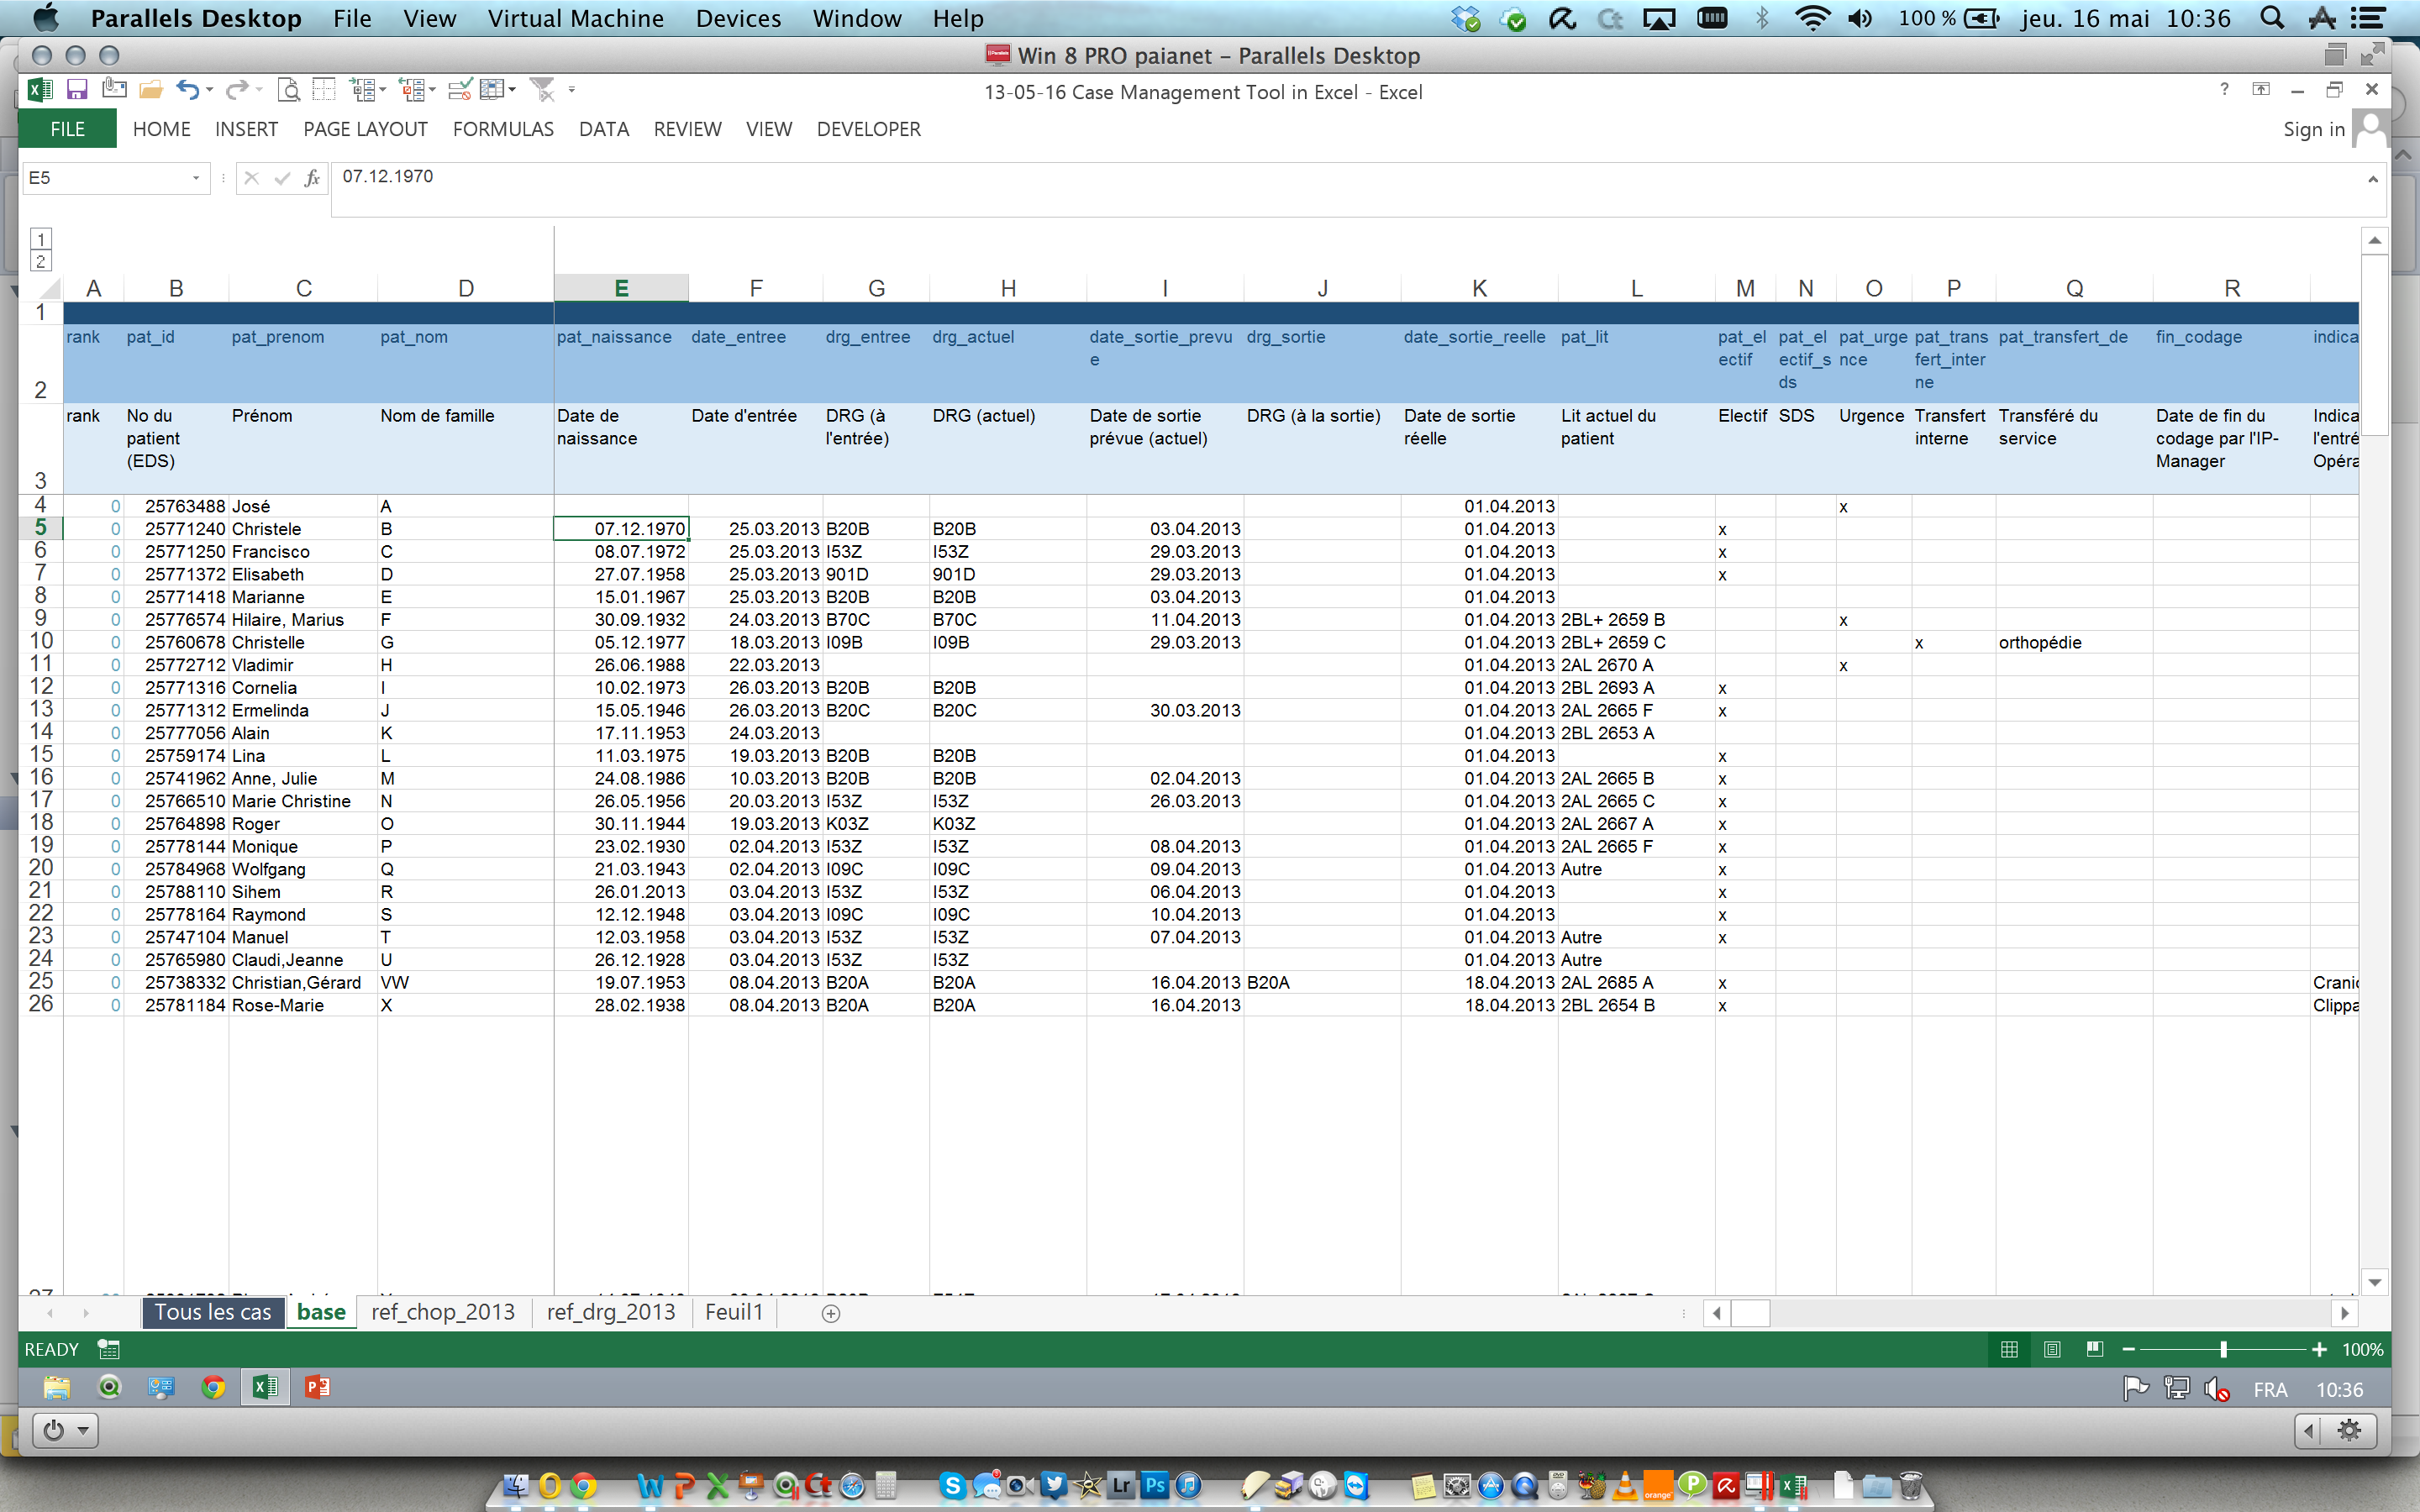 Parallels Desktop File View Virtual Machine Devices Window Help 100 % jeu. 16 mai 10:36
Win 8 PRO paianet – Parallels Desktop
13-05-16 Case Management Tool in Excel - Excel ?
FILE HOME INSERT PAGE LAYOUT FORMULAS DATA REVIEW VIEW DEVELOPER Sign in
E5 fx 07.12.1970
1
2
A B C D E F G H I J K L M N O P Q R
1
2 rank pat_id pat_prenom pat_nom pat_naissance date_entree drg_entree drg_actuel date_sortie_prevue drg_sortie date_sortie_reelle pat_lit pat_electif pat_electif_sds pat_urgence pat_transfert_interne pat_transfert_de fin_codage indica
3 rank No du patient (EDS) Prénom Nom de famille Date de naissance Date d'entrée DRG (à l'entrée) DRG (actuel) Date de sortie prévue (actuel) DRG (à la sortie) Date de sortie réelle Lit actuel du patient Electif SDS Urgence Transfert interne Transféré du service Date de fin du codage par l'IP-Manager Indica l'entré Opéra
4 0 25763488 José A 01.04.2013 x
5 0 25771240 Christele B 07.12.1970 25.03.2013 B20B B20B 03.04.2013 01.04.2013 x
6 0 25771250 Francisco C 08.07.1972 25.03.2013 I53Z I53Z 29.03.2013 01.04.2013 x
7 0 25771372 Elisabeth D 27.07.1958 25.03.2013 901D 901D 29.03.2013 01.04.2013 x
8 0 25771418 Marianne E 15.01.1967 25.03.2013 B20B B20B 03.04.2013 01.04.2013
9 0 25776574 Hilaire, Marius F 30.09.1932 24.03.2013 B70C B70C 11.04.2013 01.04.2013 2BL+ 2659 B x
10 0 25760678 Christelle G 05.12.1977 18.03.2013 I09B I09B 29.03.2013 01.04.2013 2BL+ 2659 C x orthopédie
11 0 25772712 Vladimir H 26.06.1988 22.03.2013 01.04.2013 2AL 2670 A x
12 0 25771316 Cornelia I 10.02.1973 26.03.2013 B20B B20B 01.04.2013 2BL 2693 A x
13 0 25771312 Ermelinda J 15.05.1946 26.03.2013 B20C B20C 30.03.2013 01.04.2013 2AL 2665 F x
14 0 25777056 Alain K 17.11.1953 24.03.2013 01.04.2013 2BL 2653 A
15 0 25759174 Lina L 11.03.1975 19.03.2013 B20B B20B 01.04.2013 x
16 0 25741962 Anne, Julie M 24.08.1986 10.03.2013 B20B B20B 02.04.2013 01.04.2013 2AL 2665 B x
17 0 25766510 Marie Christine N 26.05.1956 20.03.2013 I53Z I53Z 26.03.2013 01.04.2013 2AL 2665 C x
18 0 25764898 Roger O 30.11.1944 19.03.2013 K03Z K03Z 01.04.2013 2AL 2667 A x
19 0 25778144 Monique P 23.02.1930 02.04.2013 I53Z I53Z 08.04.2013 01.04.2013 2AL 2665 F x
20 0 25784968 Wolfgang Q 21.03.1943 02.04.2013 I09C I09C 09.04.2013 01.04.2013 Autre x
21 0 25788110 Sihem R 26.01.2013 03.04.2013 I53Z I53Z 06.04.2013 01.04.2013 x
22 0 25778164 Raymond S 12.12.1948 03.04.2013 I09C I09C 10.04.2013 01.04.2013 x
23 0 25747104 Manuel T 12.03.1958 03.04.2013 I53Z I53Z 07.04.2013 01.04.2013 Autre x
24 0 25765980 Claudi,Jeanne U 26.12.1928 03.04.2013 I53Z I53Z 01.04.2013 Autre
25 0 25738332 Christian,Gérard VW 19.07.1953 08.04.2013 B20A B20A 16.04.2013 B20A 18.04.2013 2AL 2685 A x Crani
26 0 25781184 Rose-Marie X 28.02.1938 08.04.2013 B20A B20A 16.04.2013 18.04.2013 2BL 2654 B x Clippa
Tous les cas base ref_chop_2013 ref_drg_2013 Feuil1
READY 100%
FRA 10:36
Lr Ps
orange